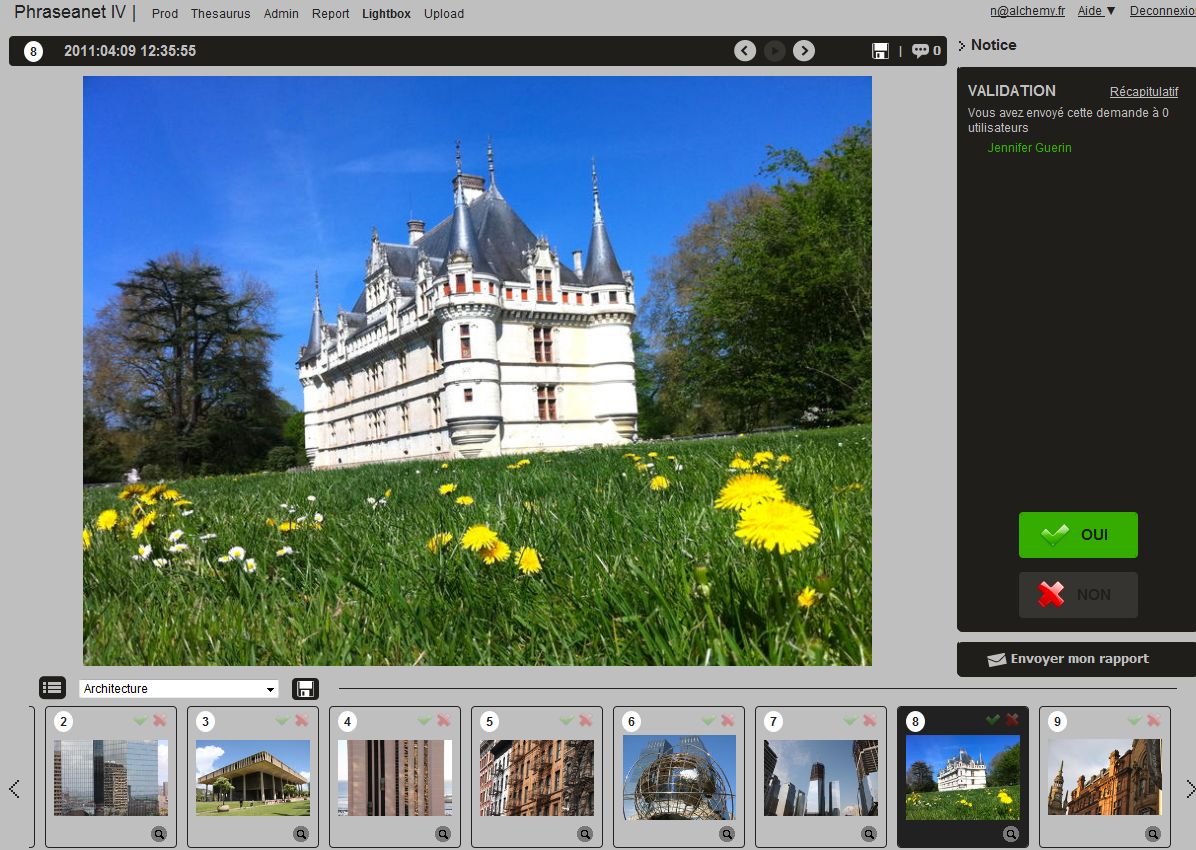 Phraseanet IV | Prod Thesaurus Admin Report Lightbox Upload
n@alchemy.fr Aide ▼ Deconnexio
8 2011:04:09 12:35:55 | 0
Notice
VALIDATION Récapitulatif
Vous avez envoyé cette demande à 0
utilisateurs
Jennifer Guerin
OUI
NON
Envoyer mon rapport
Architecture
2 3 4 5 6 7 8 9